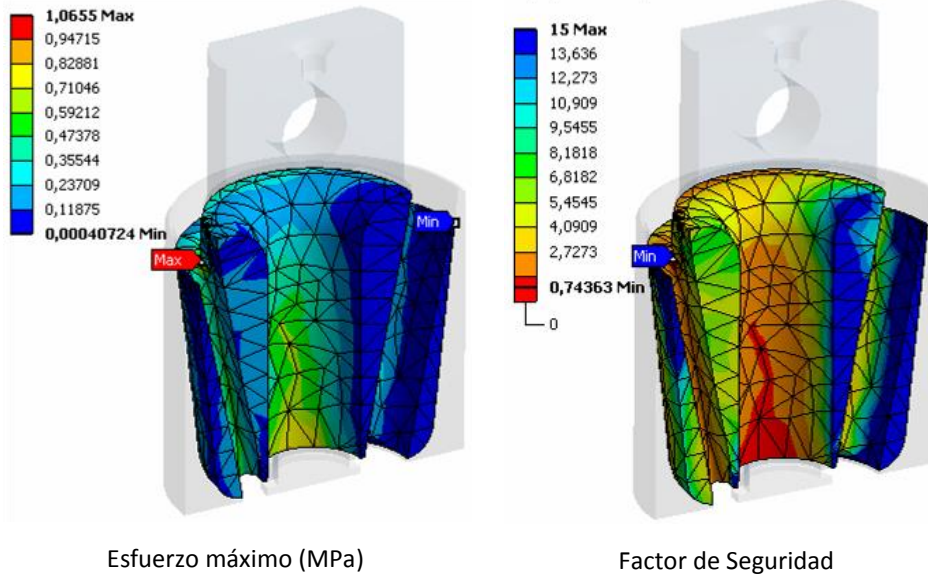 1,0655 Max
0,94715
0,82881
0,71046
0,59212
0,47378
0,35544
0,23709
0,11875
0,00040724 Min
Max
Min
15 Max
13,636
12,273
10,909
9,5455
8,1818
6,8182
5,4545
4,0909
2,7273
0,74363 Min
0
Min
Esfuerzo máximo (MPa)
Factor de Seguridad